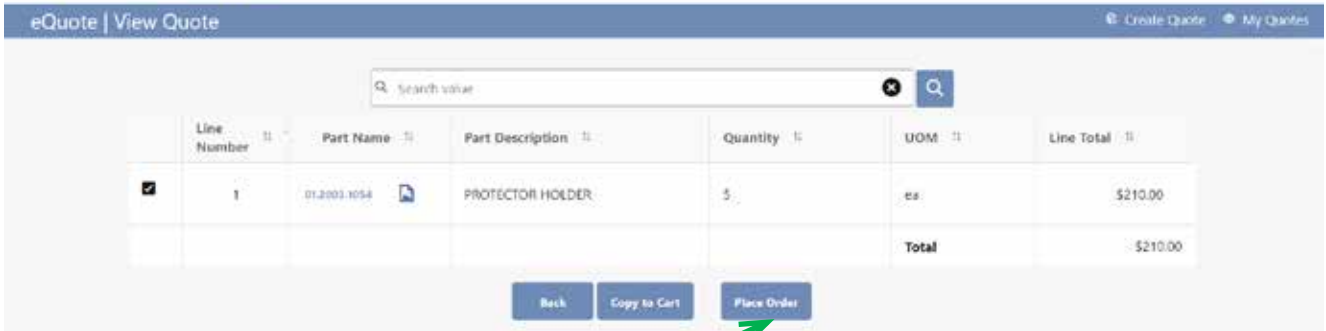 eQuote | View Quote
Create Quote My Quotes
Search value
Line Number Part Name Part Description Quantity UOM Line Total
1 01.2003.1054 PROTECTOR HOLDER 5 ea $210.00
Total $210.00
Back Copy to Cart Place Order